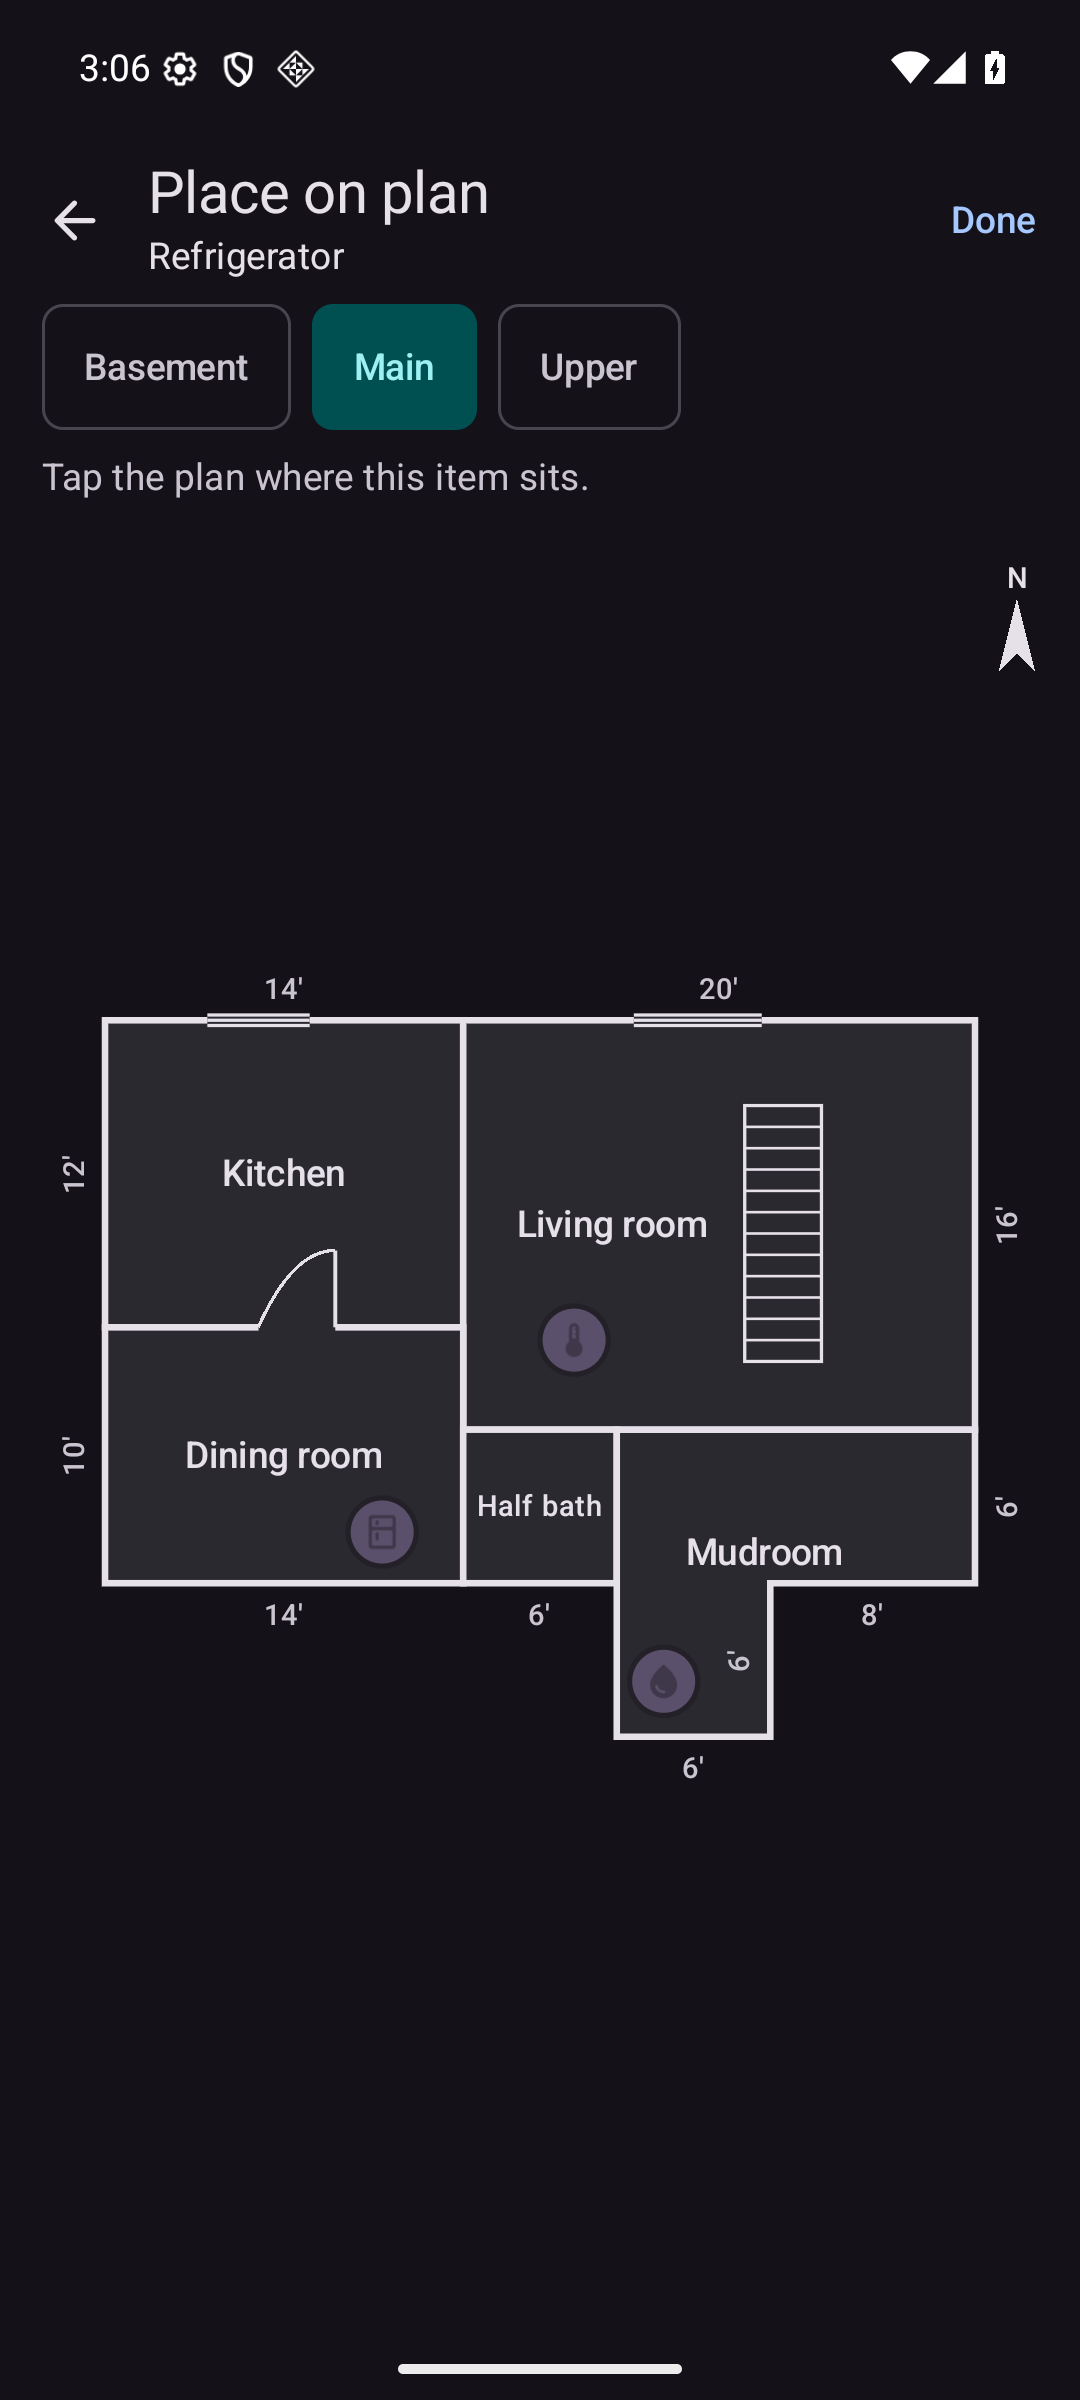 3:06
Place on plan
Refrigerator
Done
Basement
Main
Upper
Tap the plan where this item sits.
N
14'
20'
12'
Kitchen
Living room
16'
10'
Dining room
Half bath
6'
Mudroom
14'
6'
8'
6'
6'